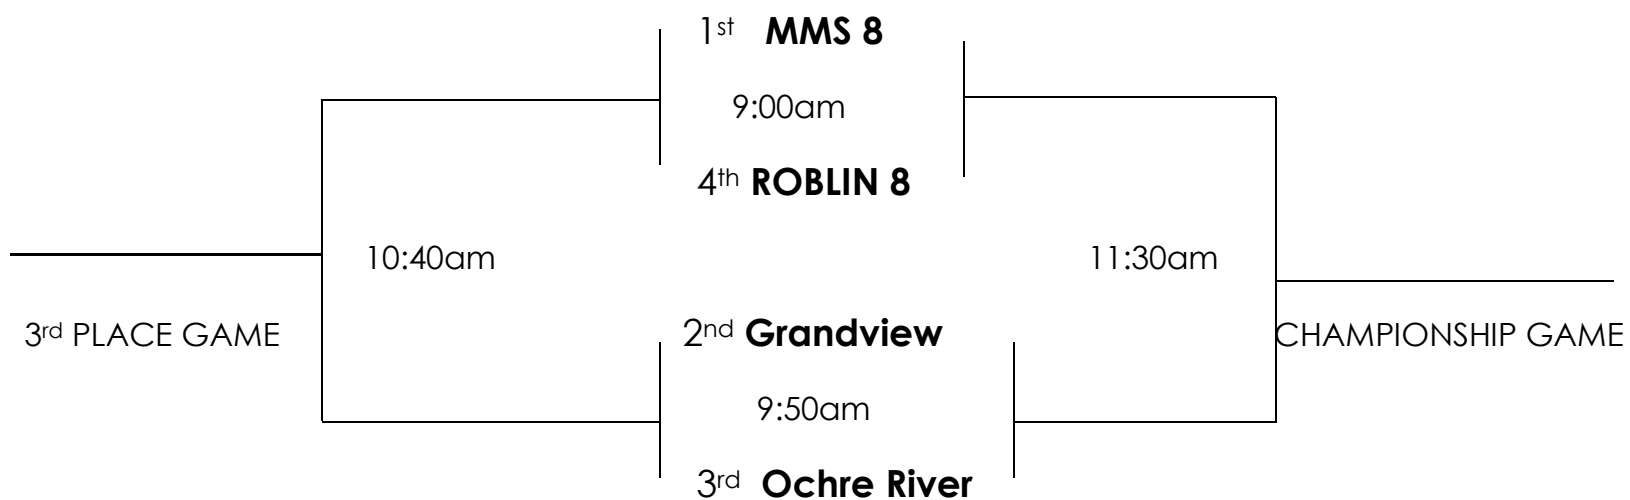 1st MMS 8
9:00am
4th ROBLIN 8
10:40am 11:30am
3rd PLACE GAME 2nd Grandview CHAMPIONSHIP GAME
9:50am
3rd Ochre River